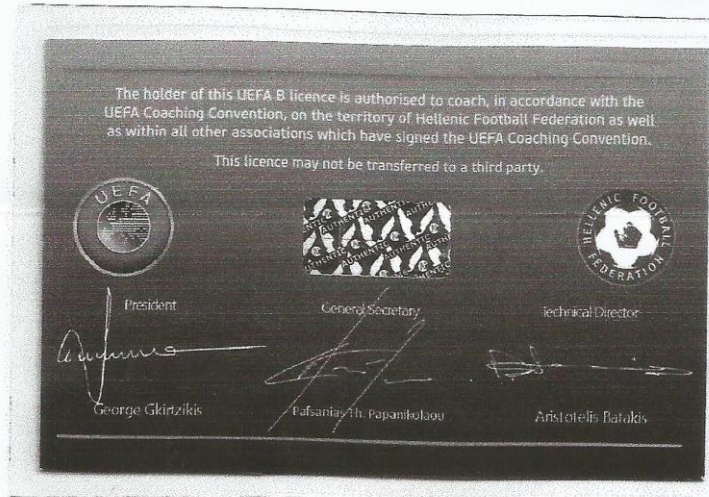 The holder of this UEFA B licence is authorised to coach, in accordance with the
UEFA Coaching Convention, on the territory of Hellenic Football Federation as well
as within all other associations which have signed the UEFA Coaching Convention.
This licence may not be transferred to a third party.
UEFA
AUTHENTIC AUTHENTIC AUTHENTIC
HELLENIC FOOTBALL FEDERATION
President
General Secretary
Technical Director
George Gkirtzikis
Pafsanias Th. Papanikolaou
Aristotelis Batakis